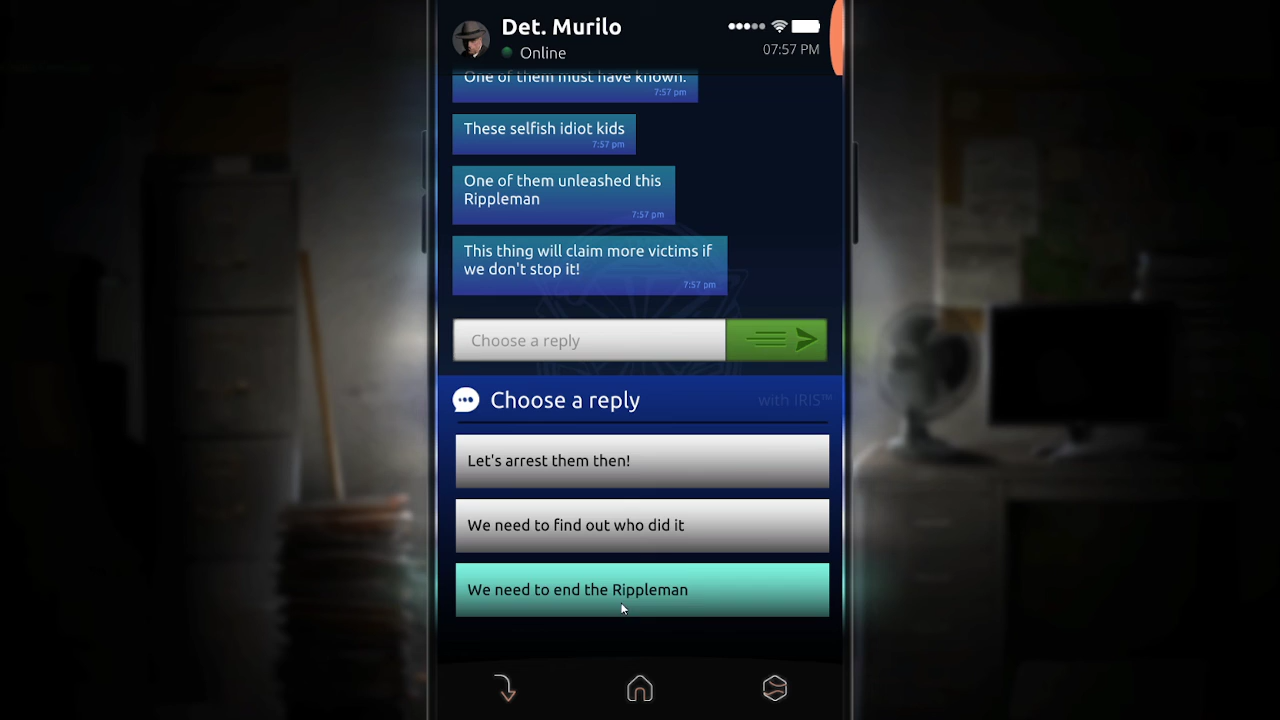 Det. Murilo
Online
07:57 PM
One of them must have known.
7:57 pm
These selfish idiot kids
7:57 pm
One of them unleashed this
Rippleman
7:57 pm
This thing will claim more victims if
we don't stop it!
7:57 pm
Choose a reply
Choose a reply
with IRIS™
Let's arrest them then!
We need to find out who did it
We need to end the Rippleman